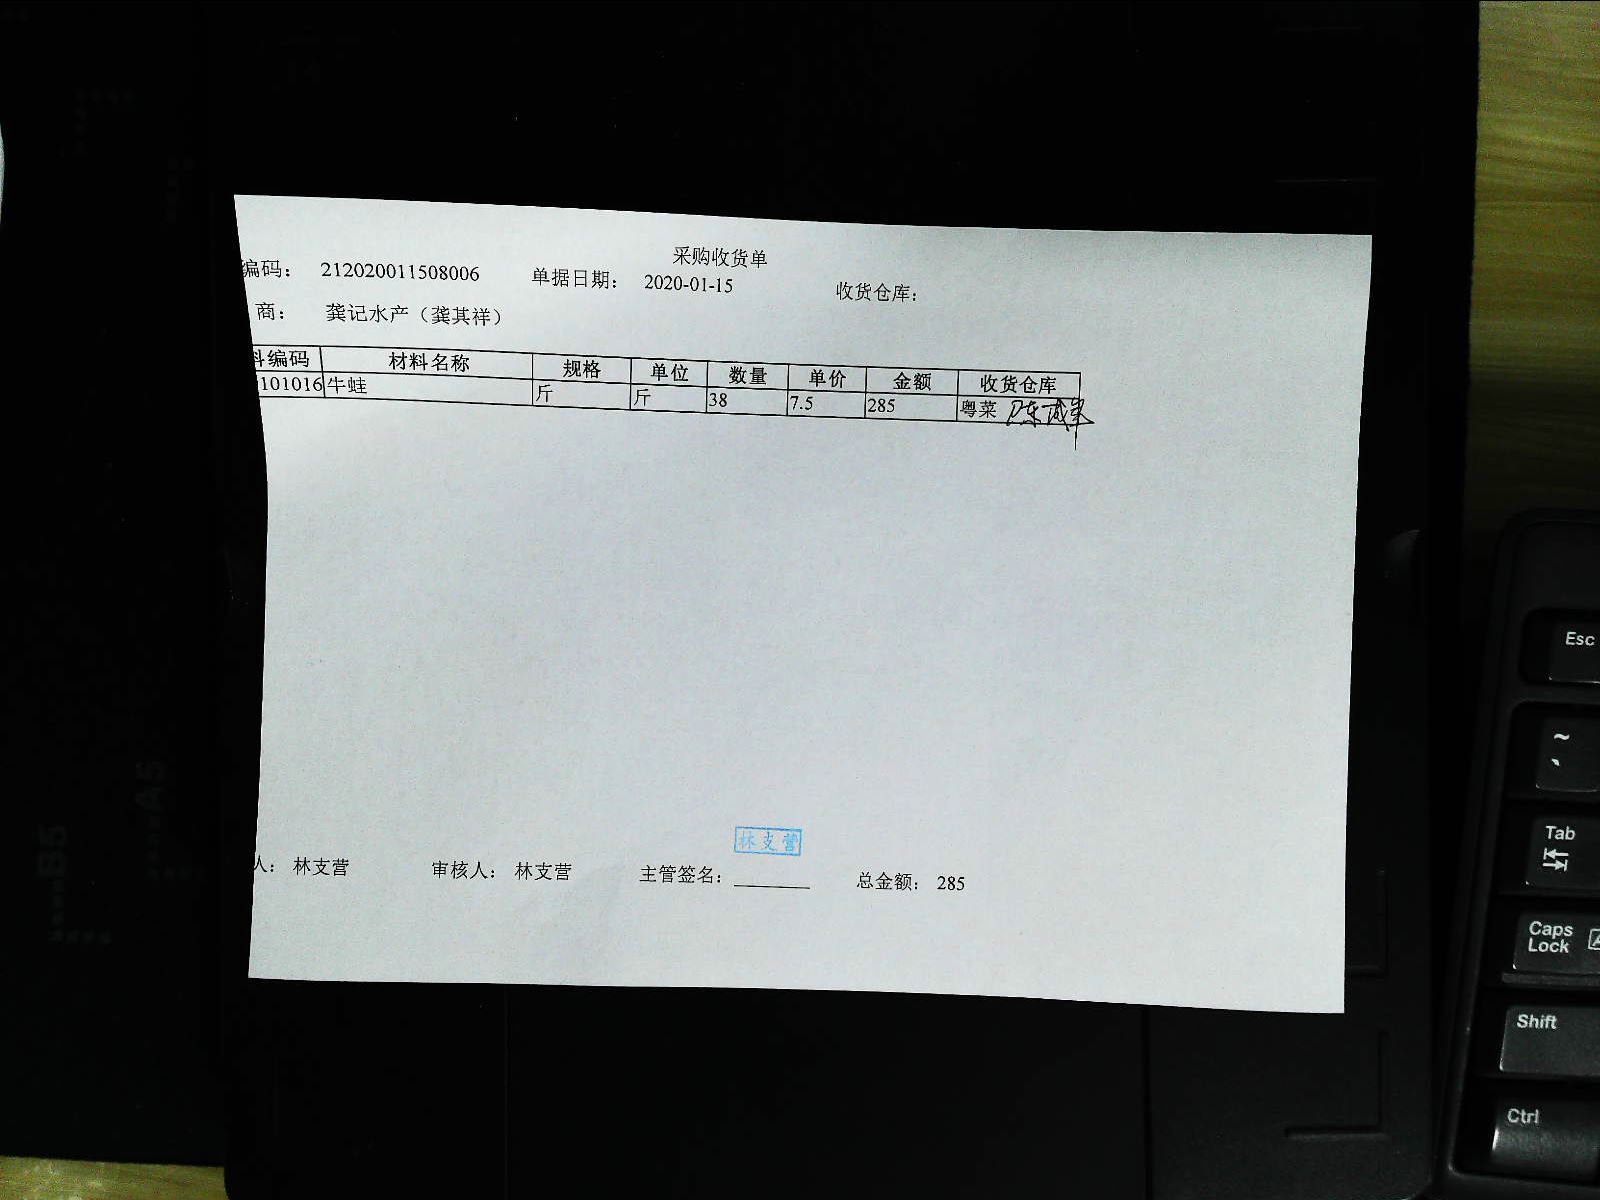 采购收货单
编码： 212020011508006 单据日期： 2020-01-15 收货仓库：
商： 龚记水产（龚其祥）
料编码 材料名称 规格 单位 数量 单价 金额 收货仓库
101016 牛蛙 斤 斤 38 7.5 285 粤菜
林支营
人： 林支营 审核人： 林支营 主管签名： 总金额： 285
B5
A5
Esc
~
Tab
Caps Lock
Shift
Ctrl